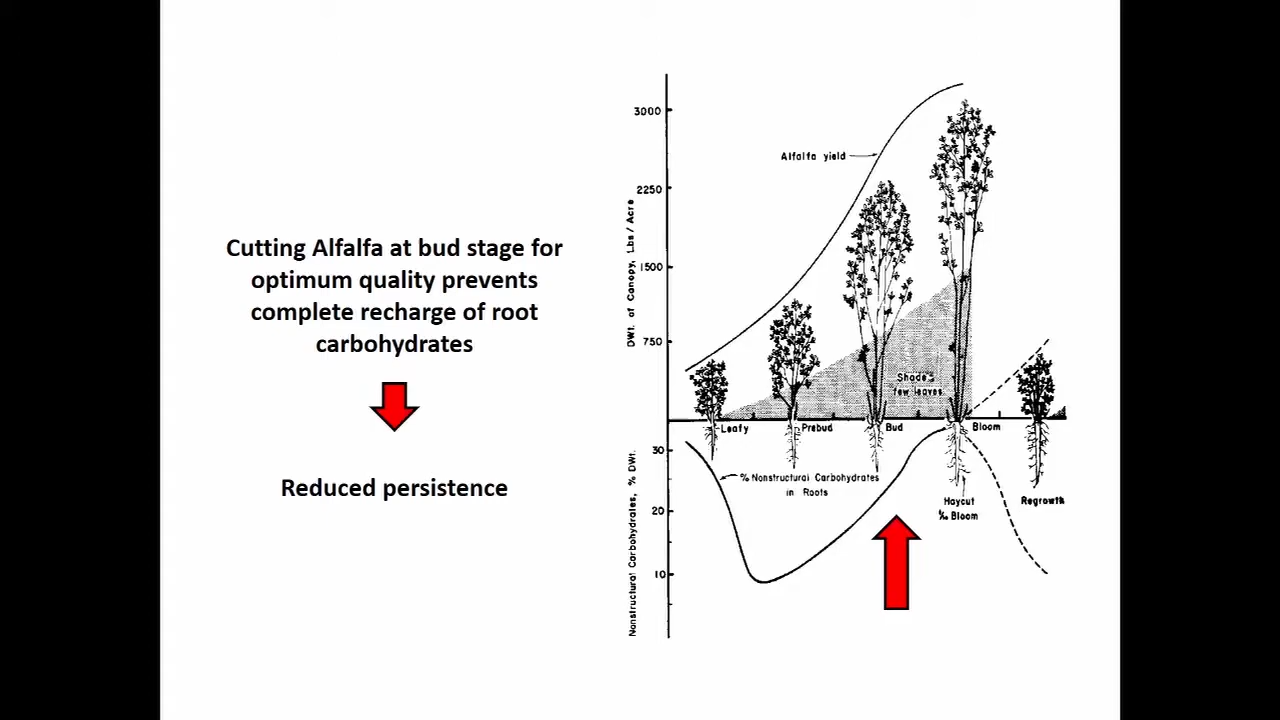 Cutting Alfalfa at bud stage for
optimum quality prevents
complete recharge of root
carbohydrates
Reduced persistence
DWt. of Canopy, Lbs / Acre
3000
2250
1500
750
Alfalfa yield
Shade's
few leaves
Leafy
Prebud
Bud
Bloom
Nonstructural Carbohydrates, % DWt.
30
20
10
% Nonstructural Carbohydrates
in Roots
Haycut
Bloom
Regrowth